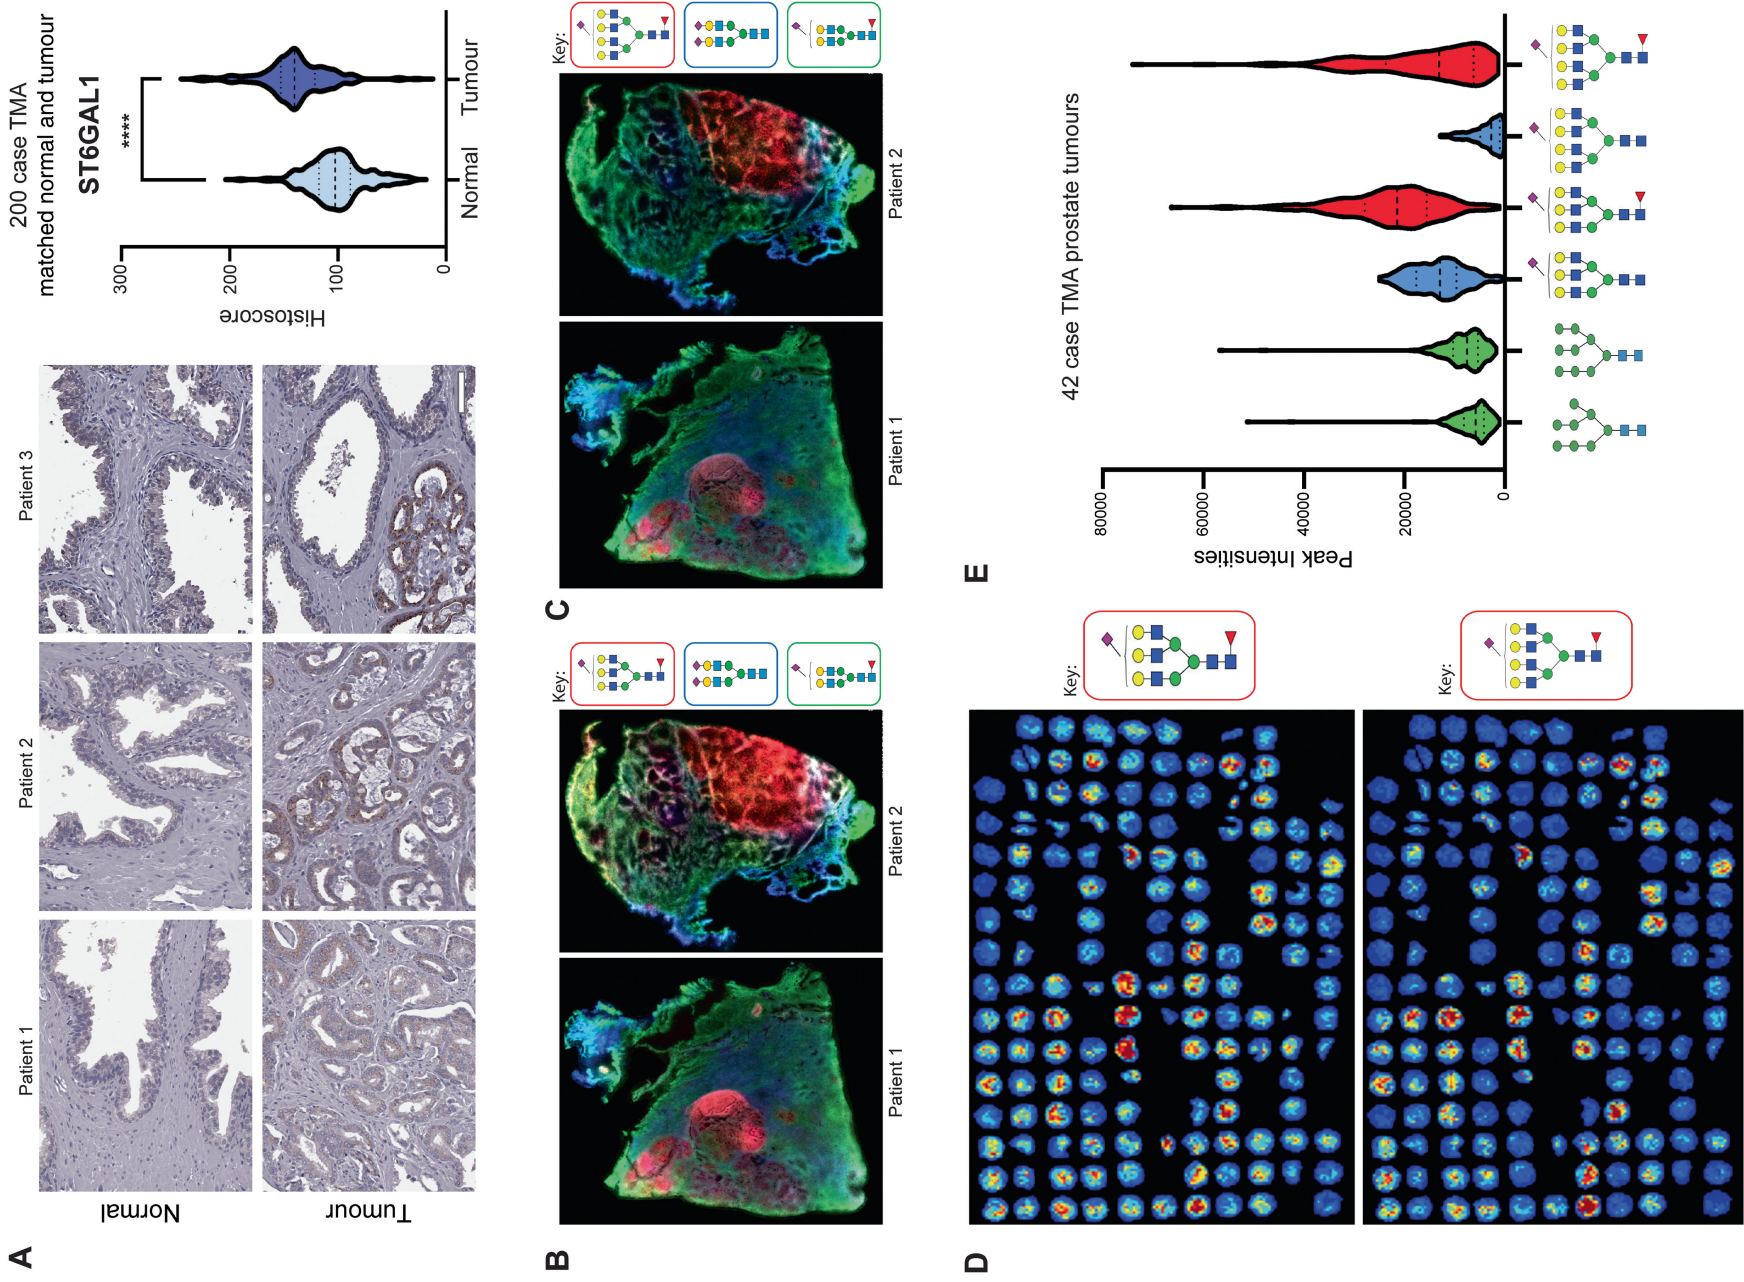 A
Patient 1
Patient 2
Patient 3
Normal
Tumour
200 case TMA
matched normal and tumour
ST6GAL1
****
Histoscore
300
200
100
0
Normal
Tumour
B
Patient 1
Patient 2
Key:
C
Patient 1
Patient 2
Key:
D
Key:
Key:
E
42 case TMA prostate tumours
Peak Intensities
80000
60000
40000
20000
0